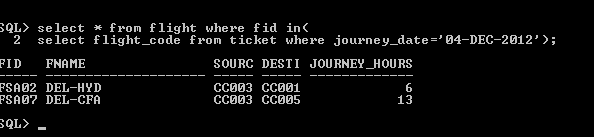 SQL> select * from flight where fid in(
  2  select flight_code from ticket where journey_date='04-DEC-2012');
FID   FNAME                SOURC DESTI JOURNEY_HOURS
----- -------------------- ----- ----- -------------
FSA02 DEL-HYD              CC003 CC001             6
FSA07 DEL-CFA              CC003 CC005            13
SQL> _